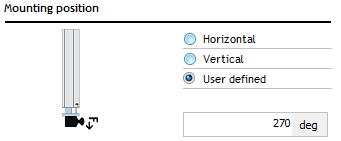 Mounting position
Horizontal
Vertical
User defined
F
270 deg